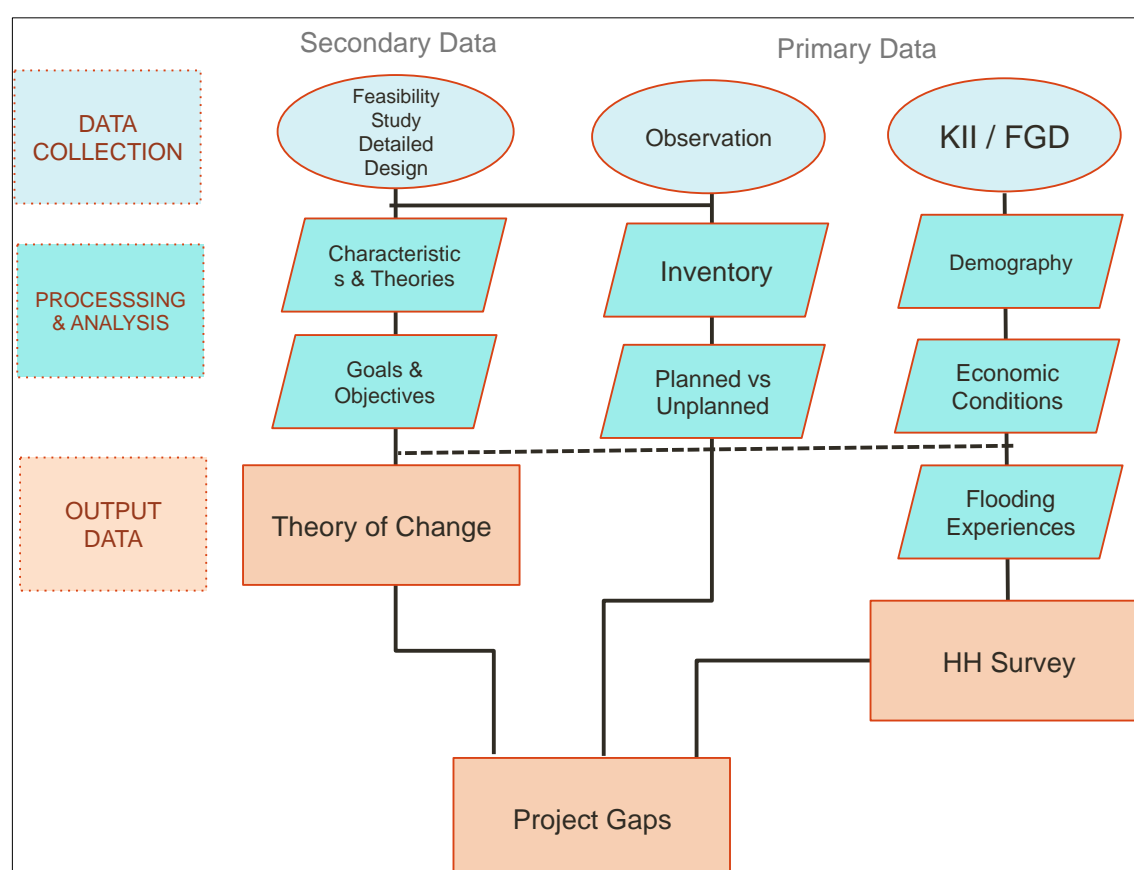 Secondary Data
Primary Data
DATA
COLLECTION
Feasibility
Study
Detailed
Design
Observation
KII / FGD
PROCESSSING
& ANALYSIS
Characteristic
s & Theories
Inventory
Demography
Goals &
Objectives
Planned vs
Unplanned
Economic
Conditions
OUTPUT
DATA
Theory of Change
Flooding
Experiences
HH Survey
Project Gaps